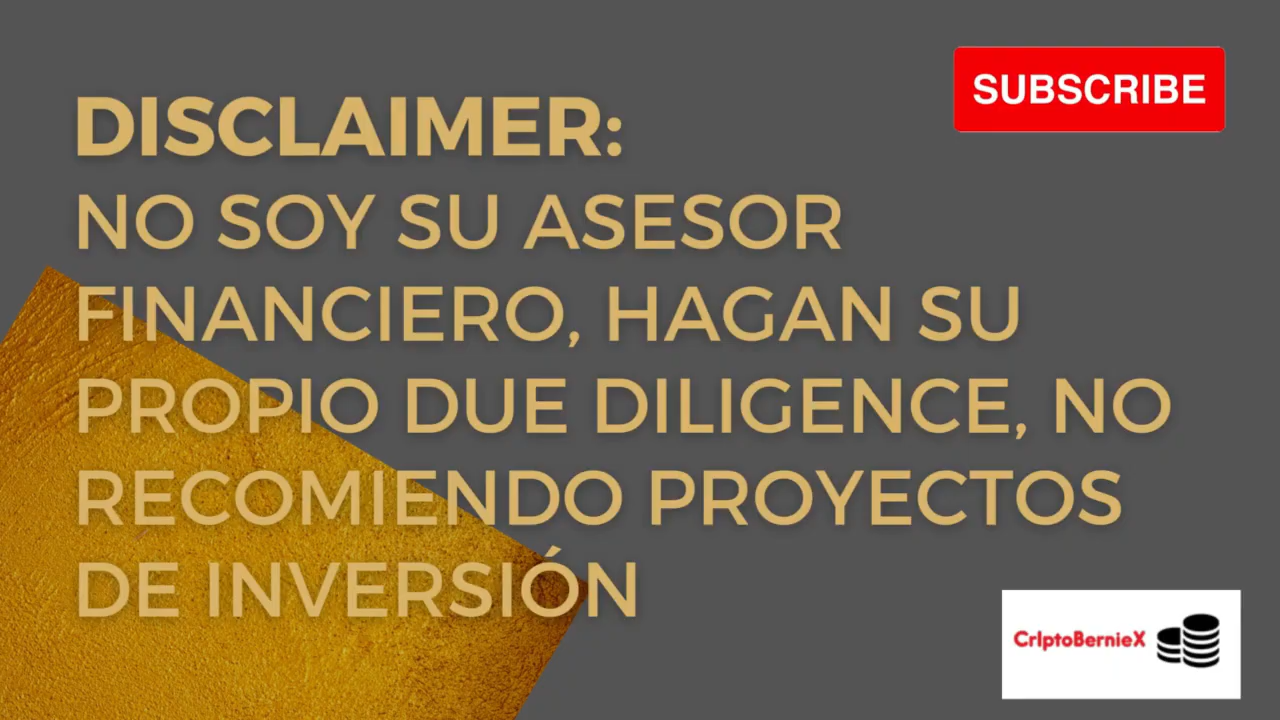 SUBSCRIBE
DISCLAIMER:
NO SOY SU ASESOR
FINANCIERO, HAGAN SU
PROPIO DUE DILIGENCE, NO
RECOMIENDO PROYECTOS
DE INVERSIÓN
CrIptoBernieX